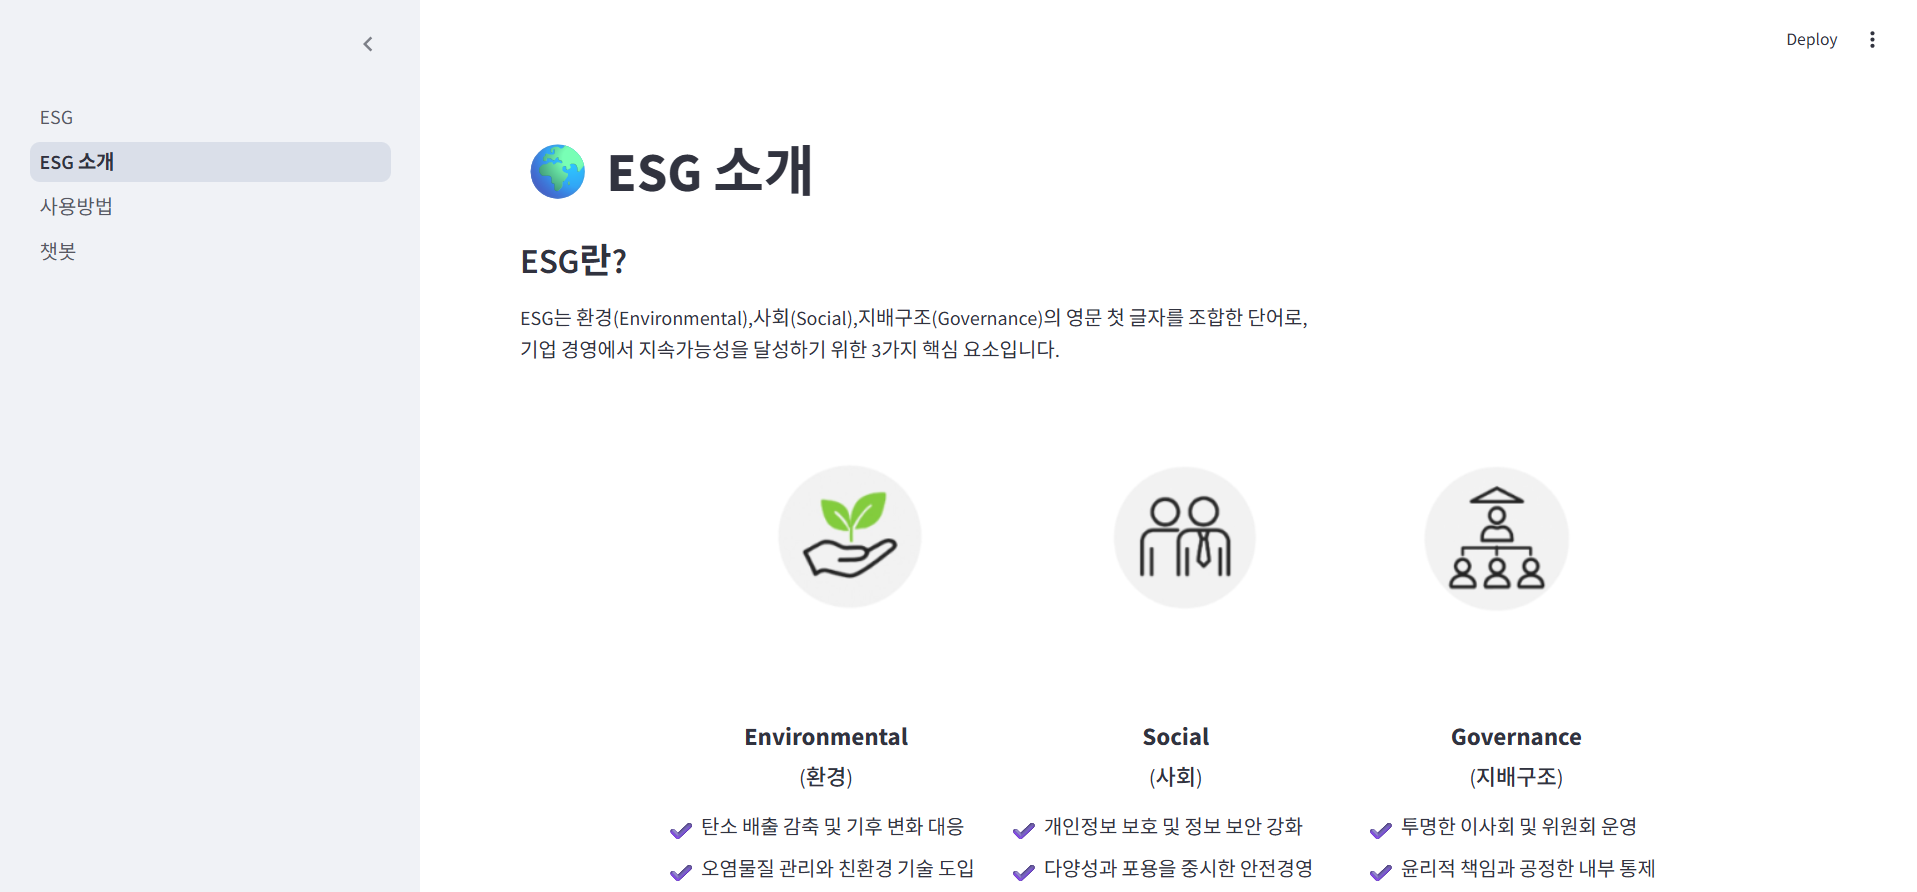 Deploy
ESG
ESG 소개
사용방법
챗봇
ESG 소개
ESG란?
ESG는 환경(Environmental),사회(Social),지배구조(Governance)의 영문 첫 글자를 조합한 단어로,
기업 경영에서 지속가능성을 달성하기 위한 3가지 핵심 요소입니다.
Environmental
(환경)
탄소 배출 감축 및 기후 변화 대응
오염물질 관리와 친환경 기술 도입
Social
(사회)
개인정보 보호 및 정보 보안 강화
다양성과 포용을 중시한 안전경영
Governance
(지배구조)
투명한 이사회 및 위원회 운영
윤리적 책임과 공정한 내부 통제